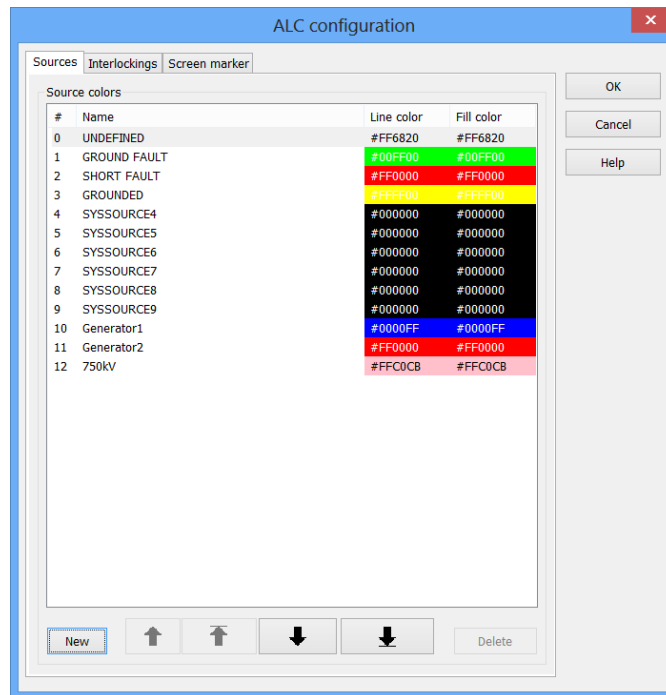 ALC configuration
Sources Interlockings Screen marker
Source colors
# Name Line color Fill color
0 UNDEFINED #FF6820 #FF6820
1 GROUND FAULT #00FF00 #00FF00
2 SHORT FAULT #FF0000 #FF0000
3 GROUNDED #FFFF00 #FFFF00
4 SYSSOURCE4 #000000 #000000
5 SYSSOURCE5 #000000 #000000
6 SYSSOURCE6 #000000 #000000
7 SYSSOURCE7 #000000 #000000
8 SYSSOURCE8 #000000 #000000
9 SYSSOURCE9 #000000 #000000
10 Generator1 #0000FF #0000FF
11 Generator2 #FF0000 #FF0000
12 750kV #FFC0CB #FFC0CB
New Delete
OK
Cancel
Help